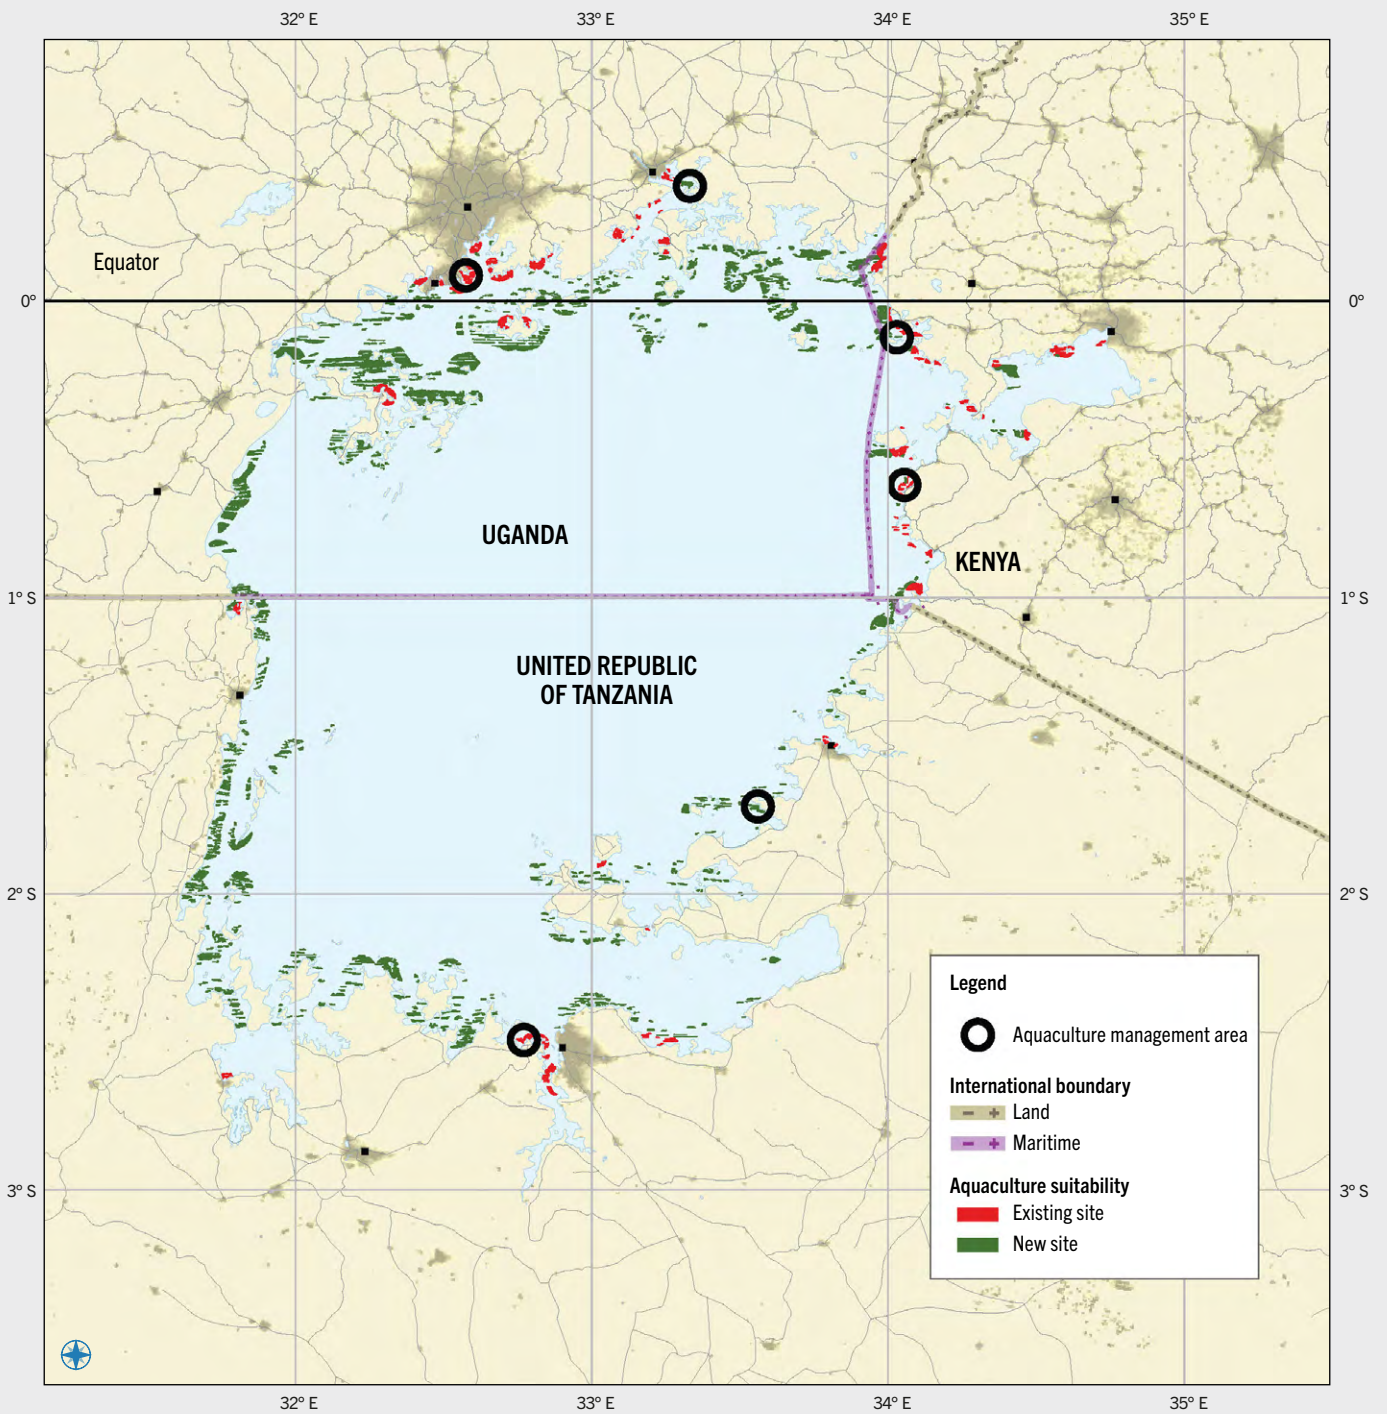 32° E
33° E
34° E
35° E
Equator
0°
0°
UGANDA
KENYA
1° S
1° S
UNITED REPUBLIC
OF TANZANIA
2° S
2° S
Legend
Aquaculture management area
International boundary
Land
Maritime
Aquaculture suitability
Existing site
New site
3° S
3° S
32° E
33° E
34° E
35° E